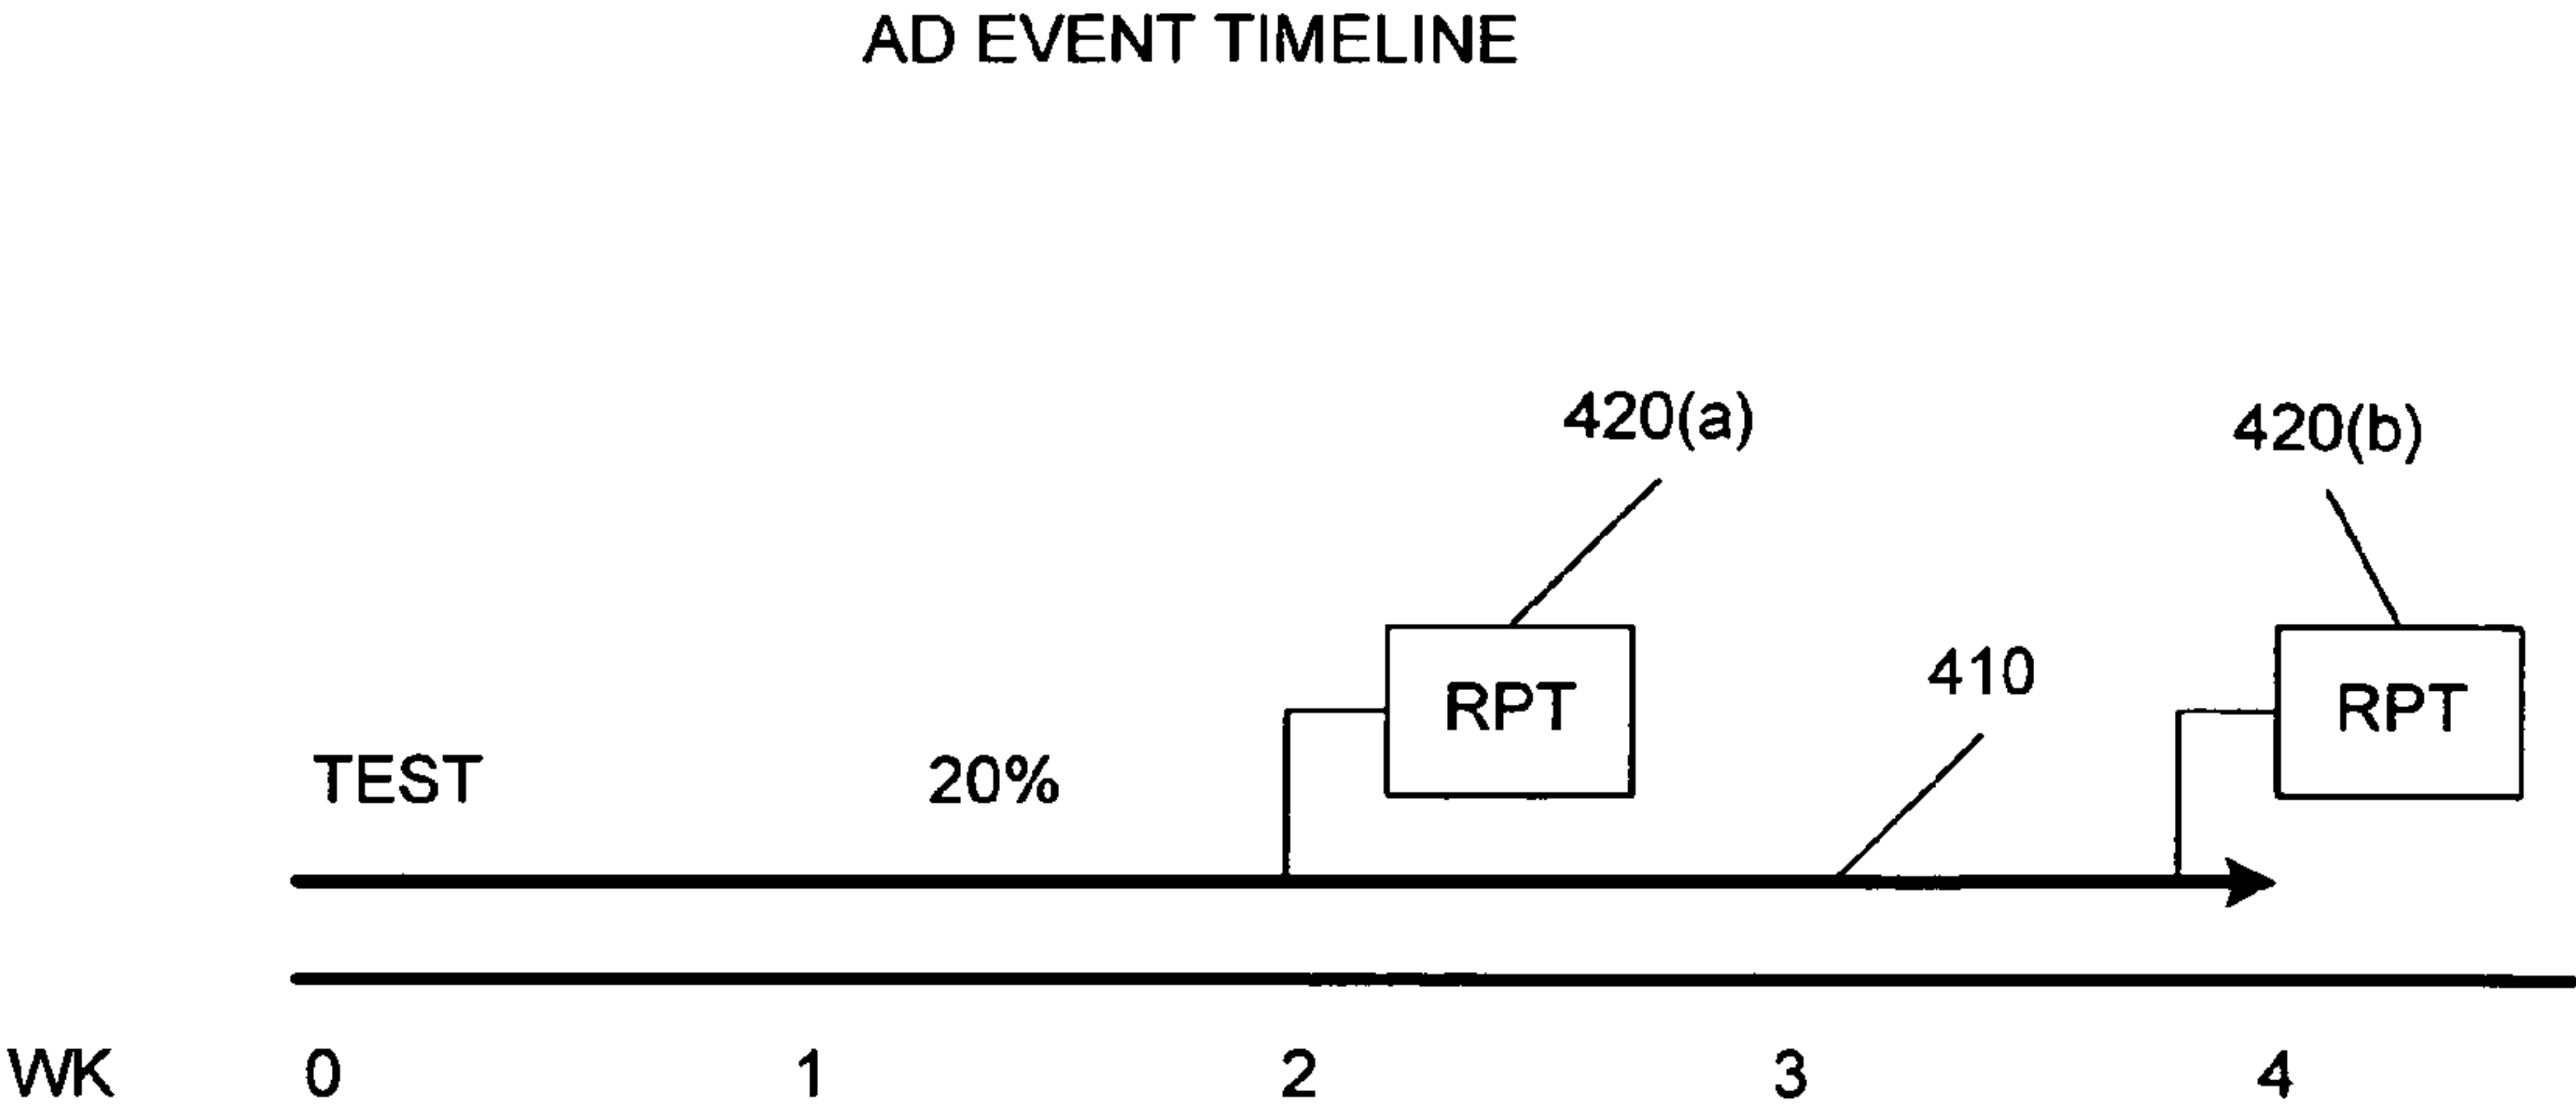 AD EVENT TIMELINE
420(a) 420(b)
410
RPT RPT
TEST 20%
WK 0 1 2 3 4